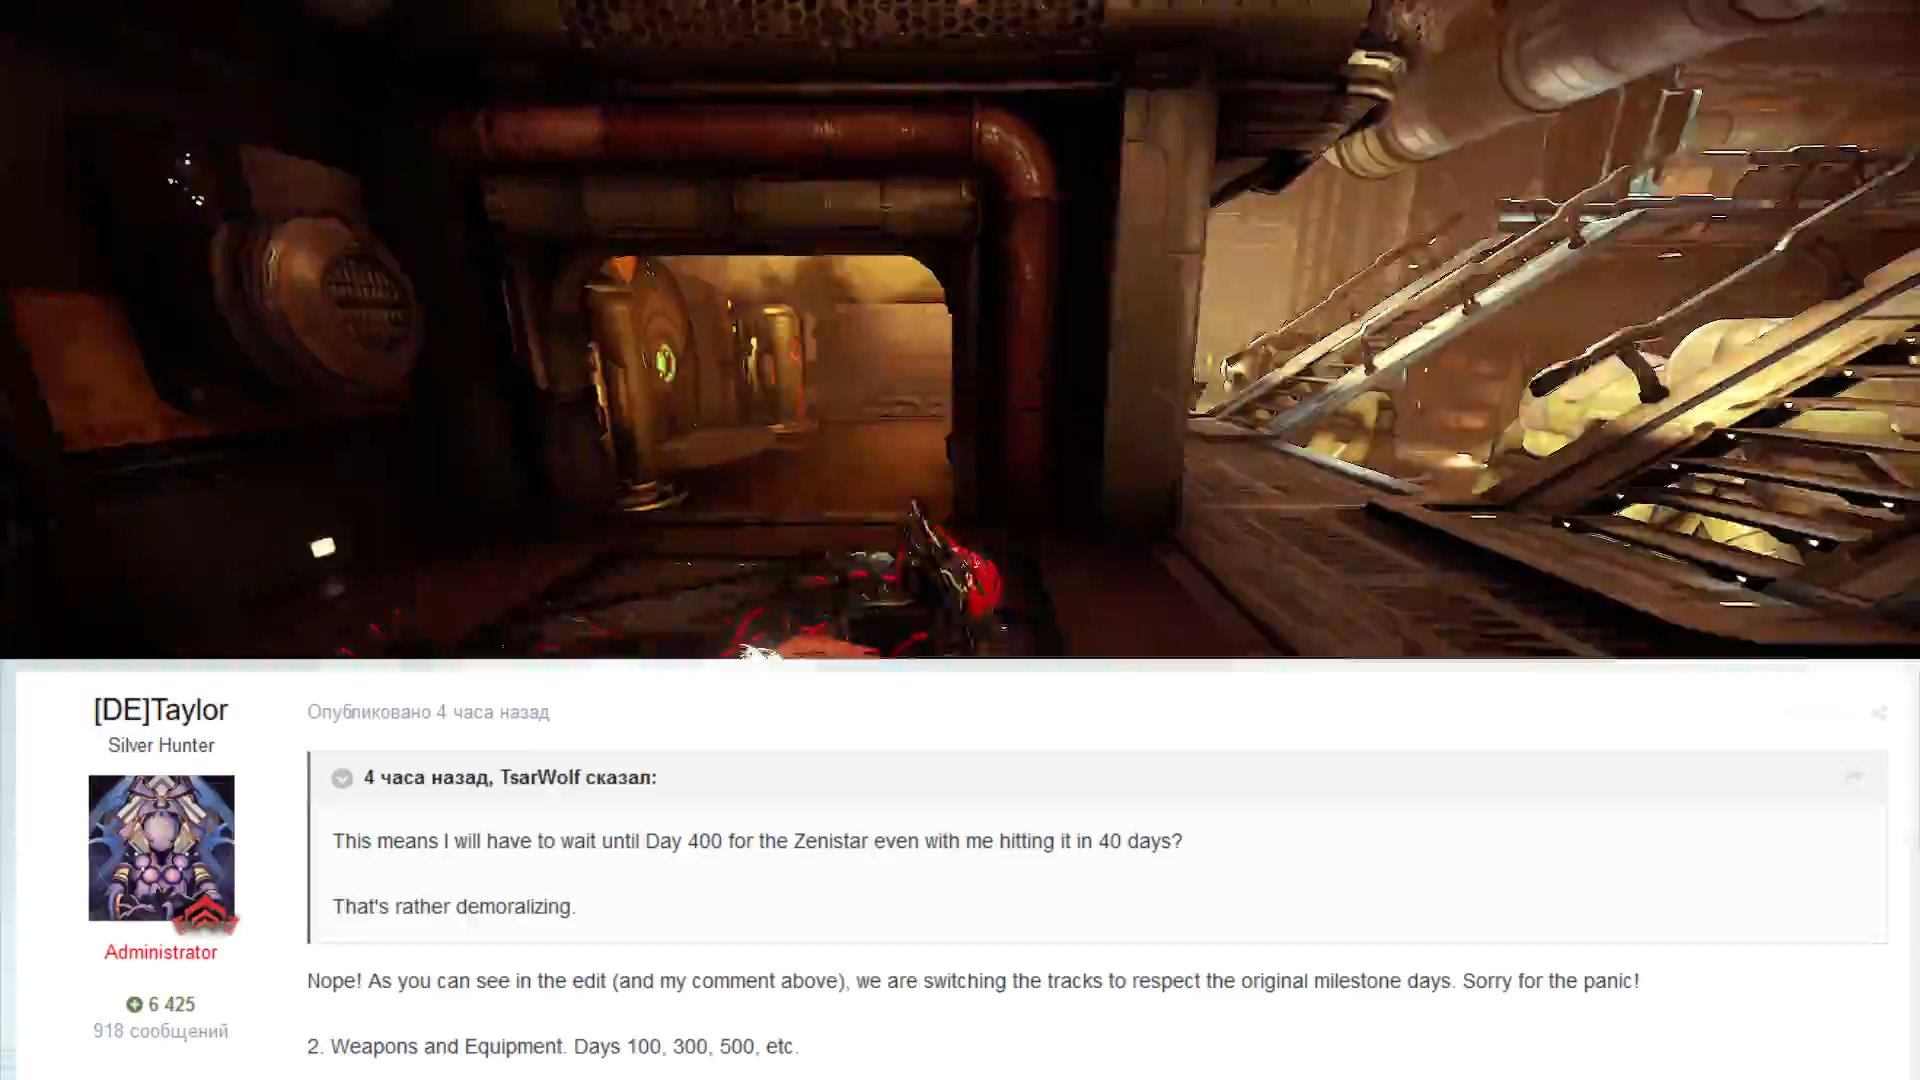 [DE]Taylor
Silver Hunter
Administrator
6 425
918 сообщений
Опубликовано 4 часа назад
4 часа назад, TsarWolf сказал:
This means I will have to wait until Day 400 for the Zenistar even with me hitting it in 40 days?
That's rather demoralizing.
Nope! As you can see in the edit (and my comment above), we are switching the tracks to respect the original milestone days. Sorry for the panic!
2. Weapons and Equipment. Days 100, 300, 500, etc.